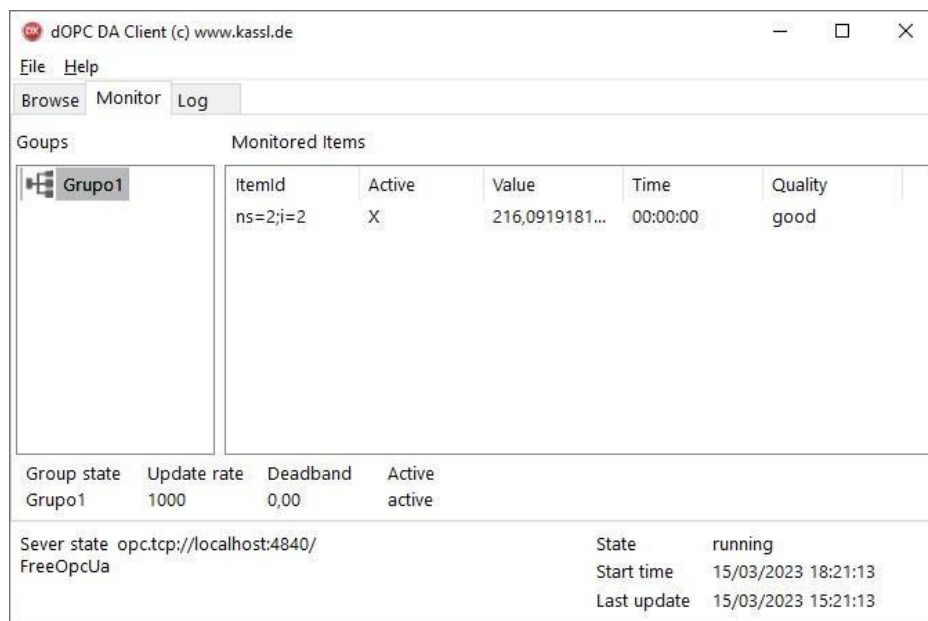 dOPC DA Client (c) www.kassl.de
File Help
Browse Monitor Log
Goups Monitored Items
Grupo1
ItemId Active Value Time Quality
ns=2;i=2 X 216,0919181... 00:00:00 good
Group state Update rate Deadband Active
Grupo1 1000 0,00 active
Sever state opc.tcp://localhost:4840/
FreeOpcUa
State running
Start time 15/03/2023 18:21:13
Last update 15/03/2023 15:21:13